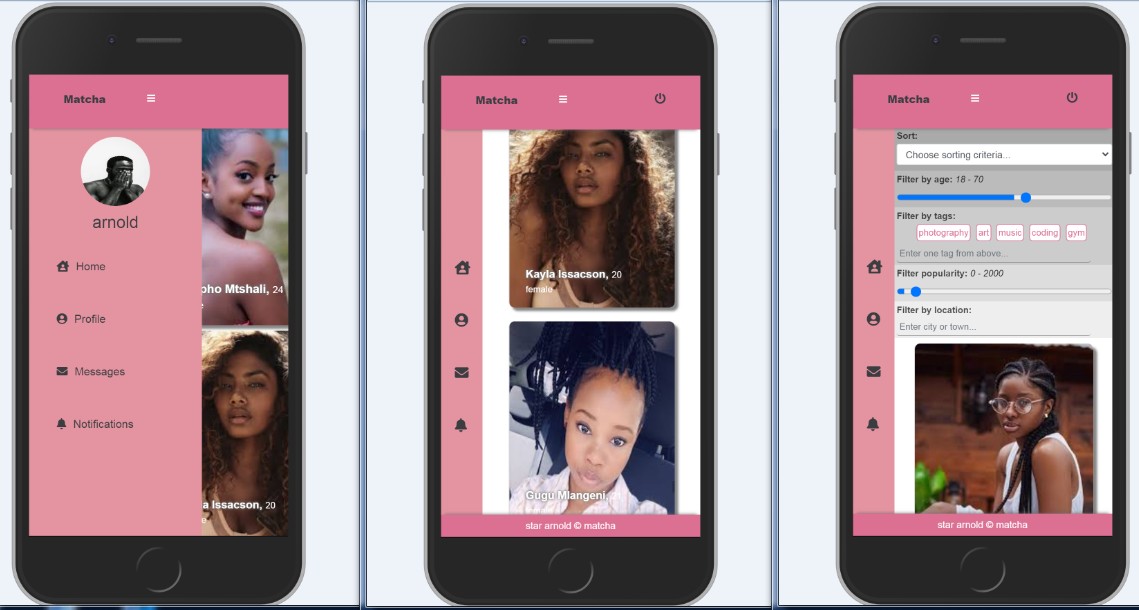 Matcha
arnold
Home
Profile
Messages
Notifications
oho Mtshali, 24
a Issacson, 20
Matcha
Kayla Issacson, 20
female
Gugu Mlangeni,
star arnold © matcha
Matcha
Sort:
Choose sorting criteria...
Filter by age: 18 - 70
Filter by tags:
photography art music coding gym
Enter one tag from above...
Filter popularity: 0 - 2000
Filter by location:
Enter city or town...
star arnold © matcha